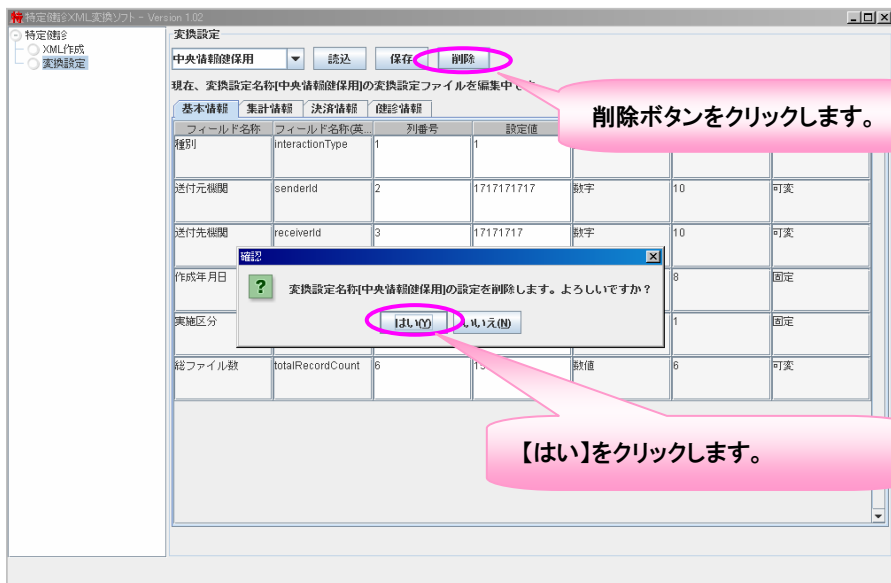 特定健診XML変換ソフト - Version 1.02
特定健診
XML作成
変換設定
変換設定
中央情報健保用
読込
保存
削除
現在、変換設定名称[中央情報健保用]の変換設定ファイルを編集中で
削除ボタンをクリックします。
基本情報 集計情報 決済情報 健診情報
フィールド名称 フィールド名称(英... 列番号 設定値
種別 interactionType 1 1
送付元機関 senderId 2 1717171717 数字 10 可変
送付先機関 receiverId 3 17171717 数字 10 可変
確認
作成年月日 8 固定
変換設定名称[中央情報健保用]の設定を削除します。よろしいですか?
実施区分 1 固定
はい(Y) いいえ(N)
総ファイル数 totalRecordCount 6 数値 6 可変
【はい】をクリックします。